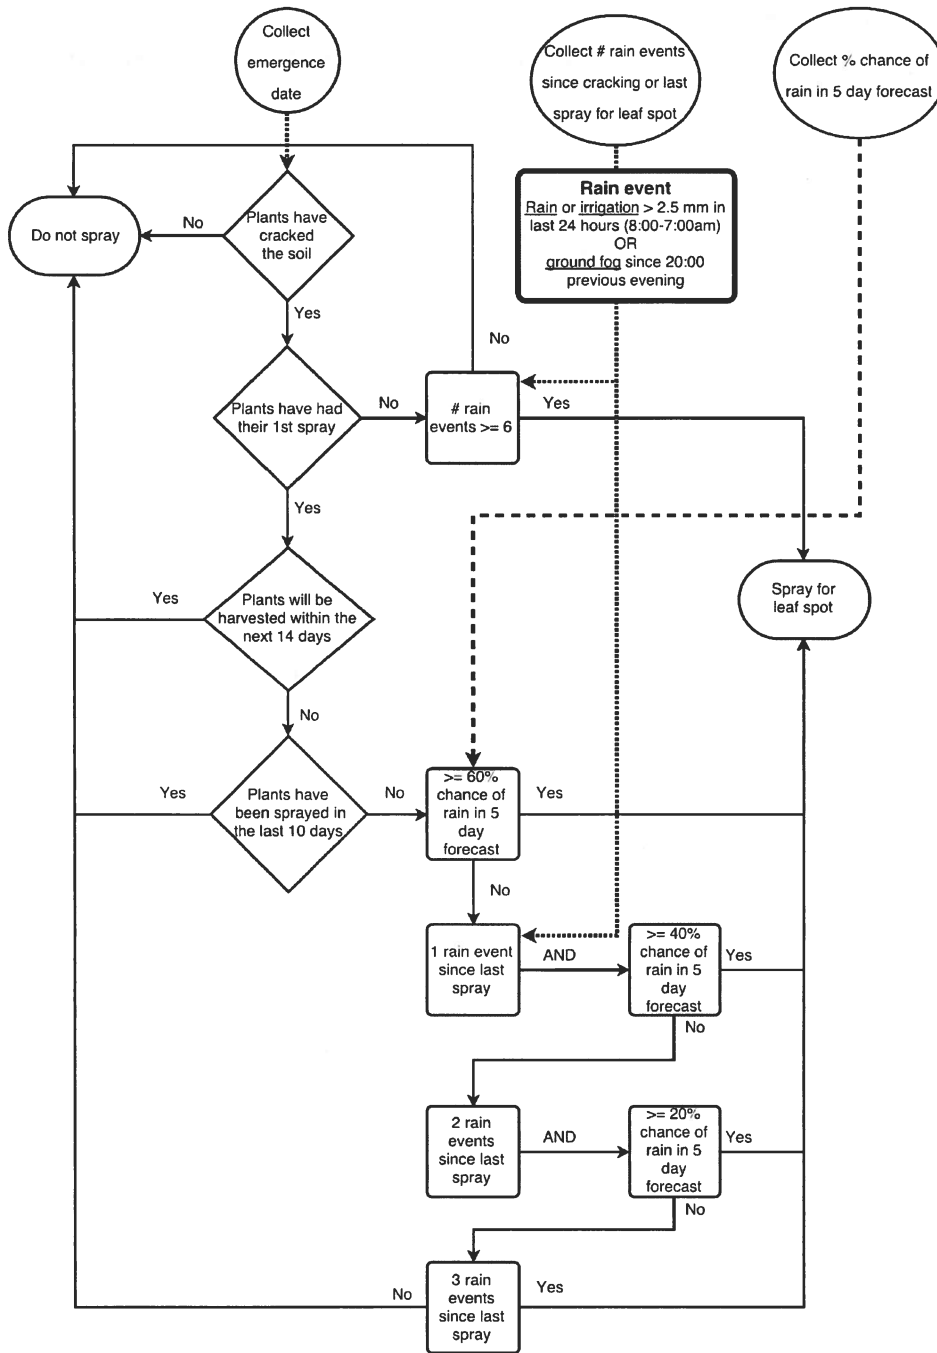 Collect
emergence
date
Collect # rain events
since cracking or last
spray for leaf spot
Collect % chance of
rain in 5 day forecast
Rain event
Rain or irrigation > 2.5 mm in
last 24 hours (8:00-7:00am)
OR
ground fog since 20:00
previous evening
Do not spray
No
Plants have
cracked
the soil
Yes
No
Plants have had
their 1st spray
No
# rain
events >= 6
Yes
Yes
Yes
Plants will be
harvested within the
next 14 days
Spray for
leaf spot
No
Yes
Plants have
been sprayed in
the last 10 days
No
>= 60%
chance of
rain in 5
day
forecast
Yes
No
1 rain event
since last
spray
AND
>= 40%
chance of
rain in 5
day
forecast
Yes
No
2 rain
events
since last
spray
AND
>= 20%
chance of
rain in 5
day
forecast
Yes
No
No
3 rain
events
since last
spray
Yes